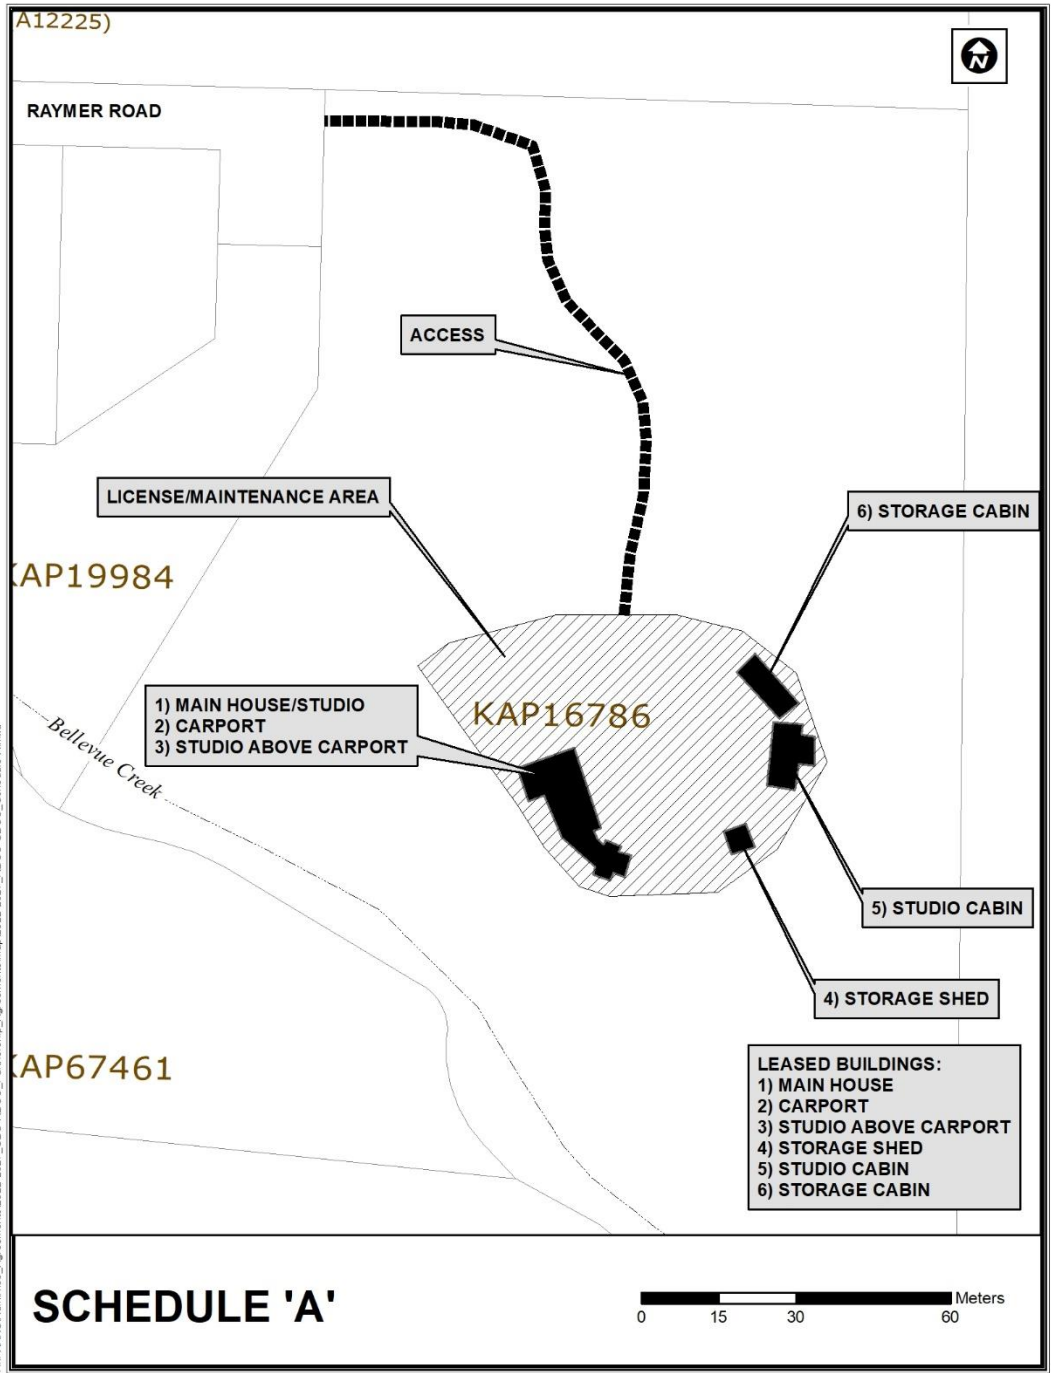 A12225)
N
RAYMER ROAD
ACCESS
LICENSE/MAINTENANCE AREA
6) STORAGE CABIN
KAP19984
1) MAIN HOUSE/STUDIO
2) CARPORT
3) STUDIO ABOVE CARPORT
KAP16786
Bellevue Creek
5) STUDIO CABIN
4) STORAGE SHED
KAP67461
LEASED BUILDINGS:
1) MAIN HOUSE
2) CARPORT
3) STUDIO ABOVE CARPORT
4) STORAGE SHED
5) STUDIO CABIN
6) STORAGE CABIN
SCHEDULE 'A'
Meters
0 15 30 60